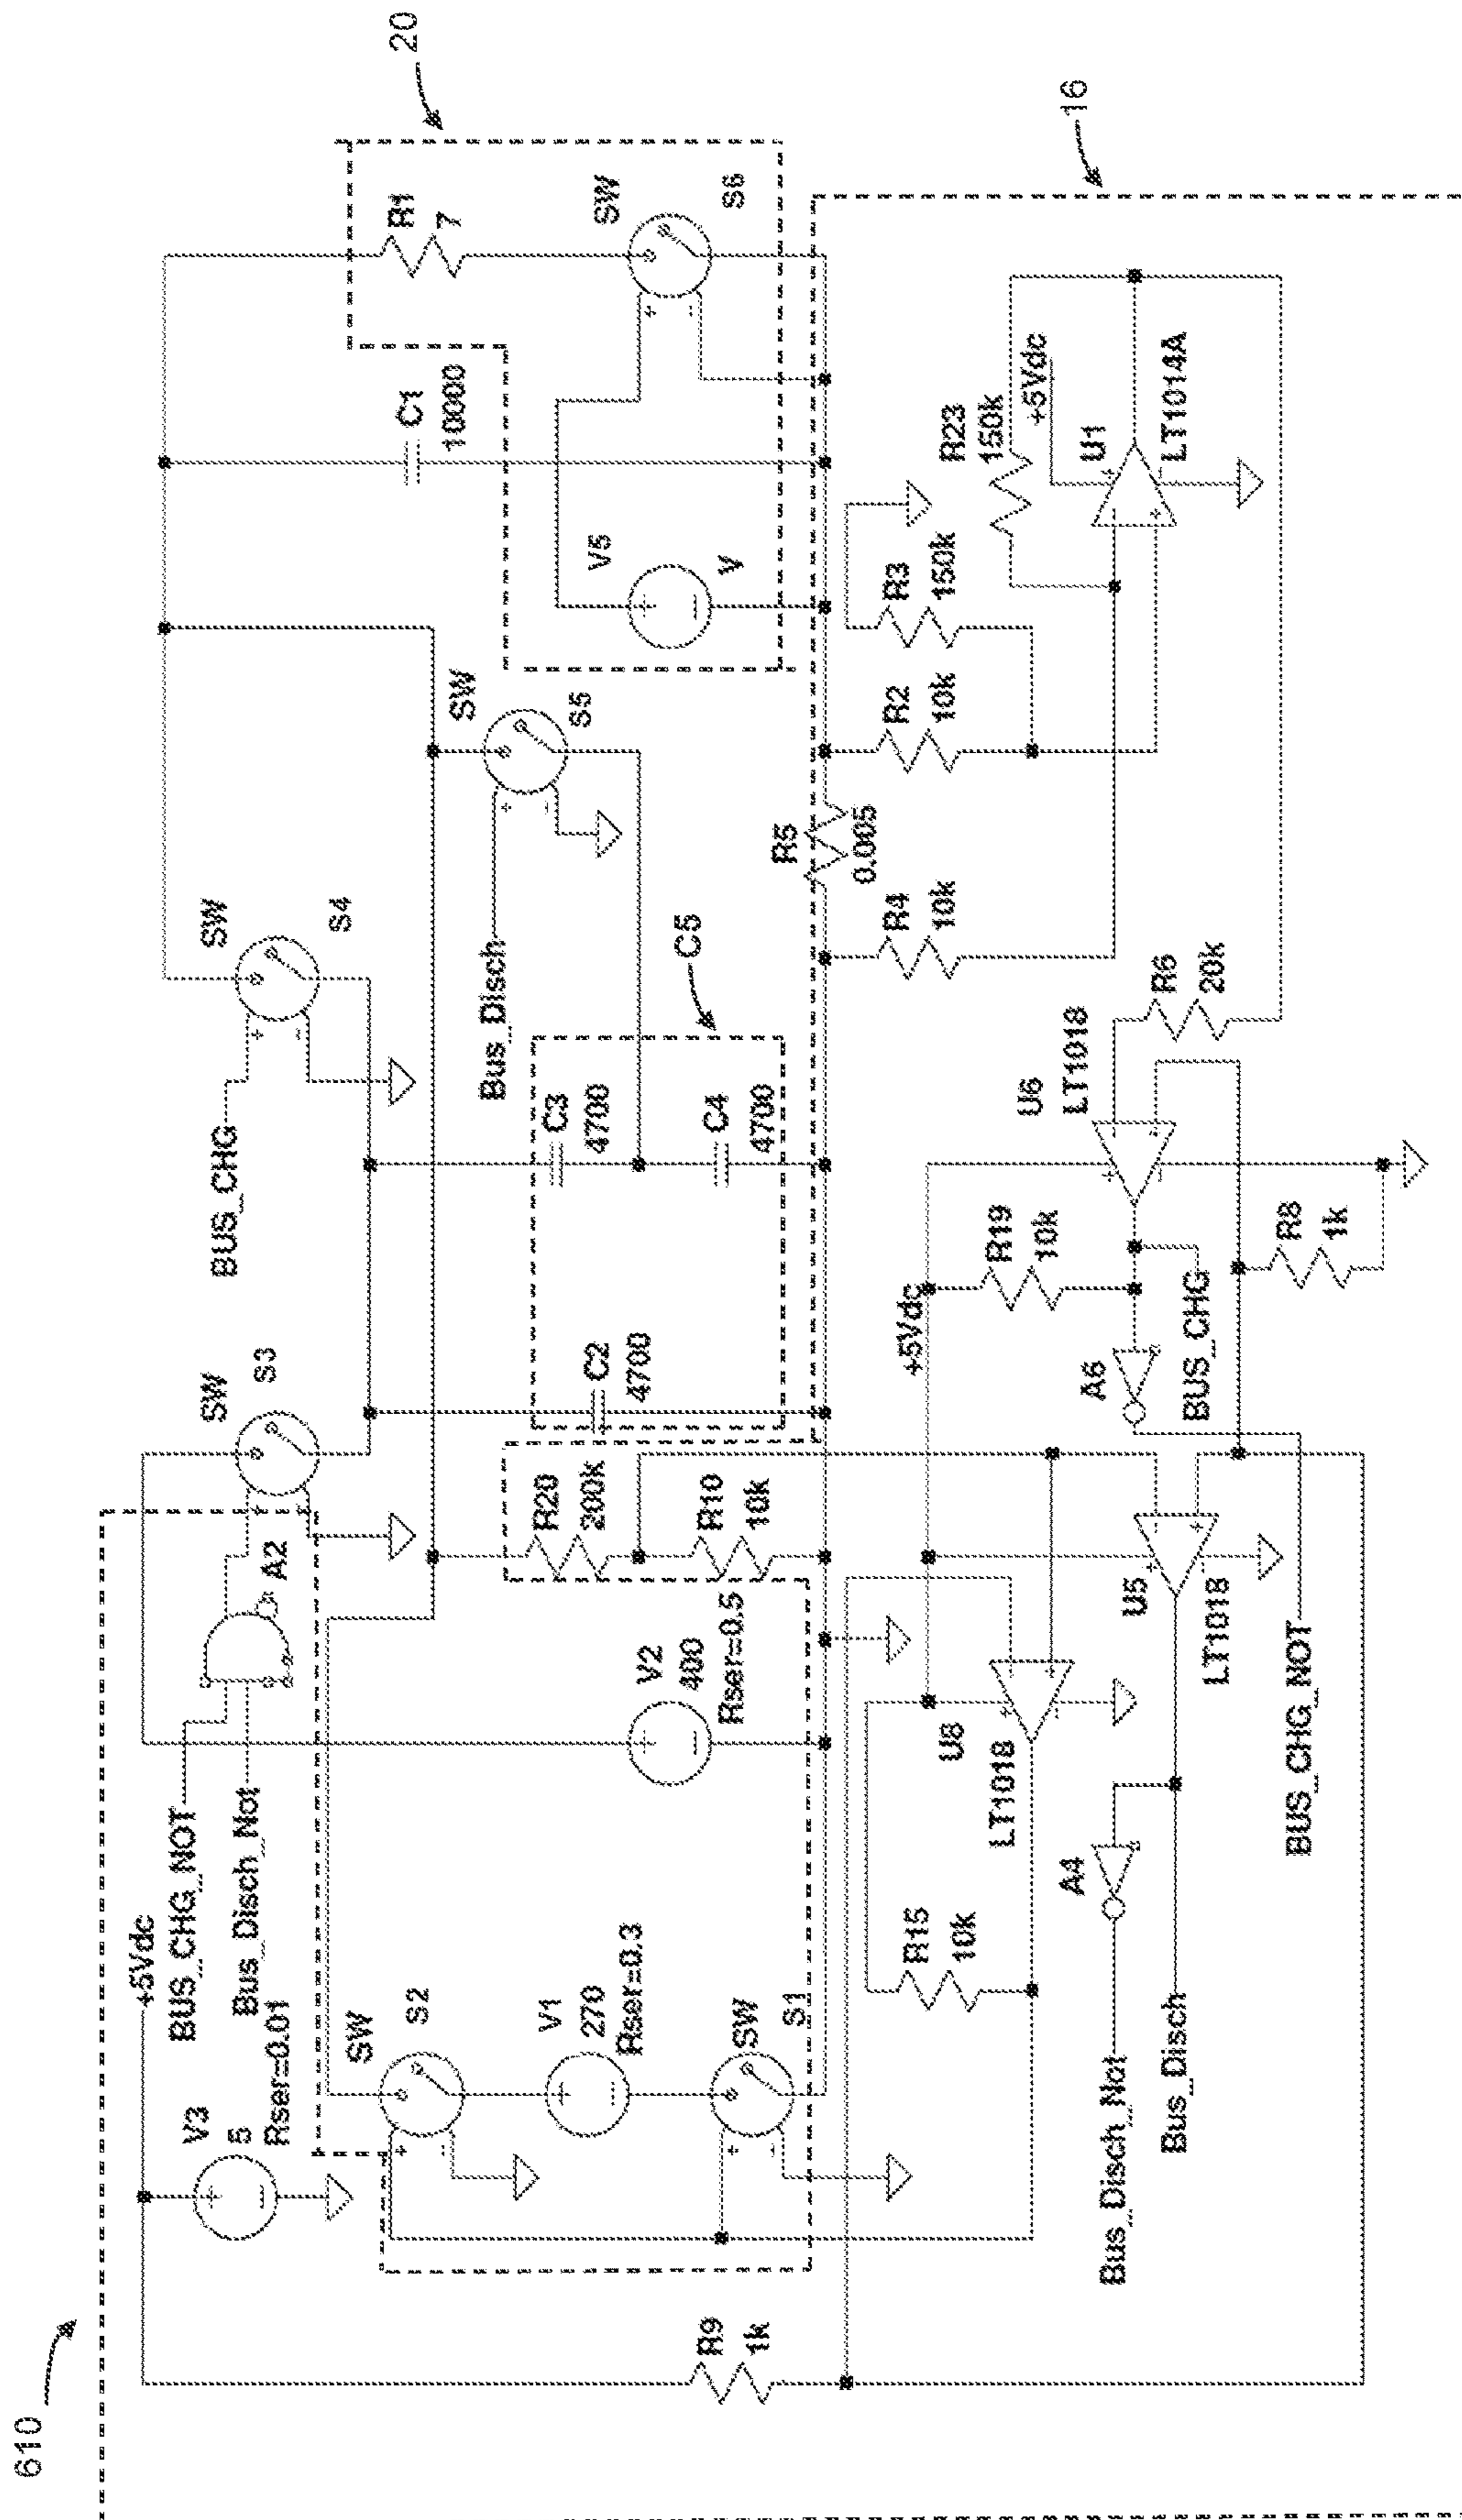 610
20
16
+5Vdc
V3
5
Rser=0.01
BUS_CHG_NOT
Bus_Disch_Not
A2
SW
S3
BUS_CHG
SW
S4
SW
S2
V1
270
Rser=0.3
SW
S1
V2
400
Rser=0.5
R20
200k
R10
10k
C2
4700
C3
4700
C4
4700
C5
Bus_Disch
SW
S5
V5
V
C1
10000
R1
7
SW
S6
R9
1k
R5
0.005
R4
10k
R2
10k
R3
150k
R23
150k
+5Vdc
U1
LT1014A
R6
20k
U6
LT1018
+5Vdc
R19
10k
A6
BUS_CHG
R8
1k
U8
LT1018
R15
10k
U5
LT1018
A4
Bus_Disch_Not
Bus_Disch
BUS_CHG_NOT